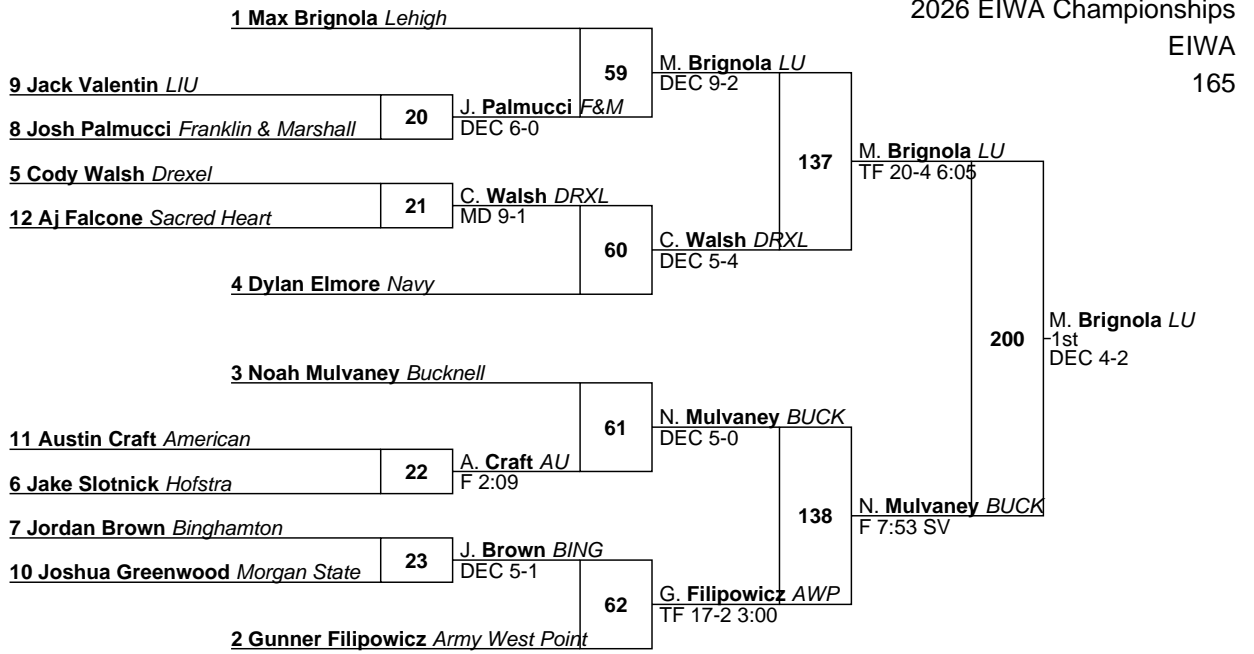 2026 EIWA Championships
EIWA
165
1 Max Brignola Lehigh
59
M. Brignola LU
DEC 9-2
9 Jack Valentin LIU
20
J. Palmucci F&M
DEC 6-0
8 Josh Palmucci Franklin & Marshall
137
M. Brignola LU
TF 20-4 6:05
5 Cody Walsh Drexel
21
C. Walsh DRXL
MD 9-1
12 Aj Falcone Sacred Heart
60
C. Walsh DRXL
DEC 5-4
4 Dylan Elmore Navy
200
M. Brignola LU
1st
DEC 4-2
3 Noah Mulvaney Bucknell
61
N. Mulvaney BUCK
DEC 5-0
11 Austin Craft American
22
A. Craft AU
F 2:09
6 Jake Slotnick Hofstra
138
N. Mulvaney BUCK
F 7:53 SV
7 Jordan Brown Binghamton
23
J. Brown BING
DEC 5-1
10 Joshua Greenwood Morgan State
62
G. Filipowicz AWP
TF 17-2 3:00
2 Gunner Filipowicz Army West Point